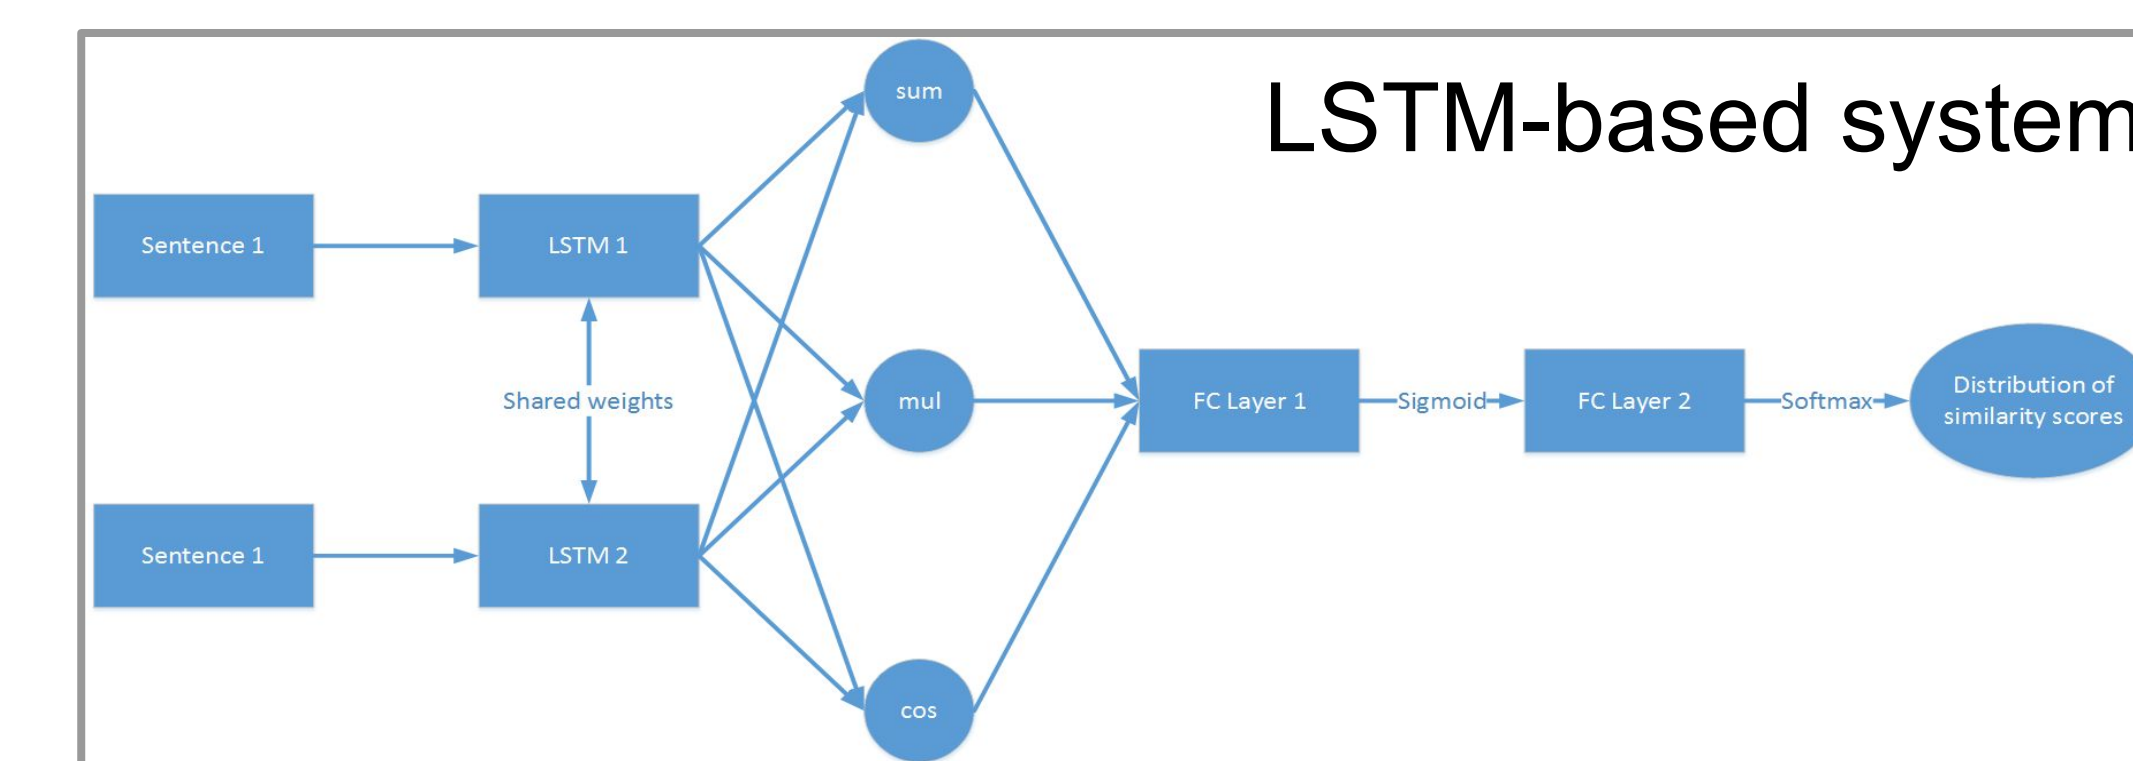 LSTM-based system
sum
Sentence 1
LSTM 1
Shared weights
mul
FC Layer 1
Sigmoid
FC Layer 2
Softmax
Distribution of
similarity scores
Sentence 1
LSTM 2
cos